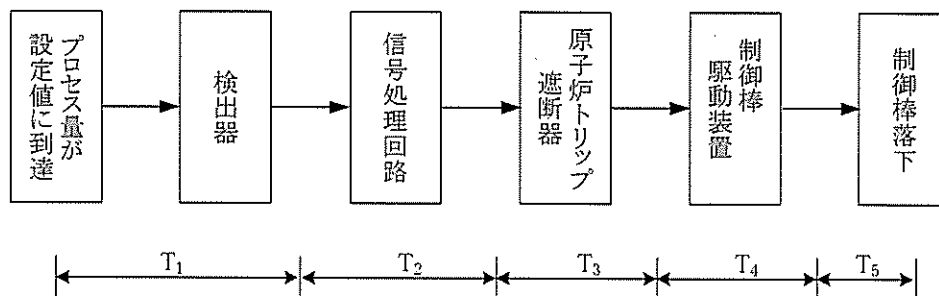 プロセス量が
設定値に到達
検出器
信号処理回路
原子炉トリップ
遮断器
制御棒
駆動装置
制御棒落下
T₁
T₂
T₃
T₄
T₅